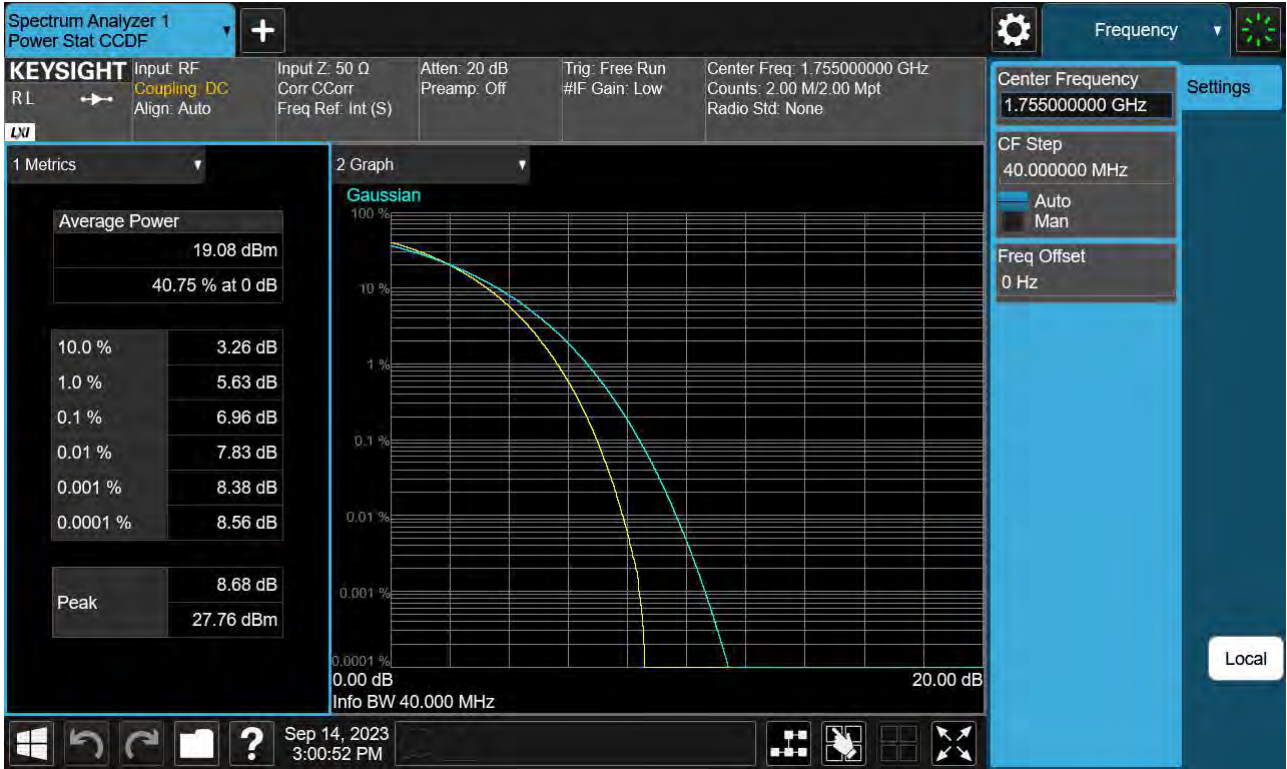 Spectrum Analyzer 1
Power Stat CCDF
+
Frequency
KEYSIGHT
RL
LXI
Input: RF
Coupling: DC
Align: Auto
Input Z: 50 Ω
Corr CCorr
Freq Ref: Int (S)
Atten: 20 dB
Preamp: Off
Trig: Free Run
#IF Gain: Low
Center Freq: 1.755000000 GHz
Counts: 2.00 M/2.00 Mpt
Radio Std: None
Center Frequency
1.755000000 GHz
Settings
CF Step
40.000000 MHz
Auto
Man
Freq Offset
0 Hz
Local
1 Metrics
Average Power
19.08 dBm
40.75 % at 0 dB
10.0 % 3.26 dB
1.0 % 5.63 dB
0.1 % 6.96 dB
0.01 % 7.83 dB
0.001 % 8.38 dB
0.0001 % 8.56 dB
Peak
8.68 dB
27.76 dBm
2 Graph
Gaussian
100 %
10 %
1 %
0.1 %
0.01 %
0.001 %
0.0001 %
0.00 dB 20.00 dB
Info BW 40.000 MHz
?
Sep 14, 2023
3:00:52 PM